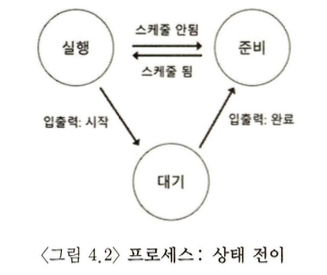 실행
스케줄 안됨
스케줄 됨
준비
입출력: 시작
입출력: 완료
대기
<그림 4.2> 프로세스: 상태 전이